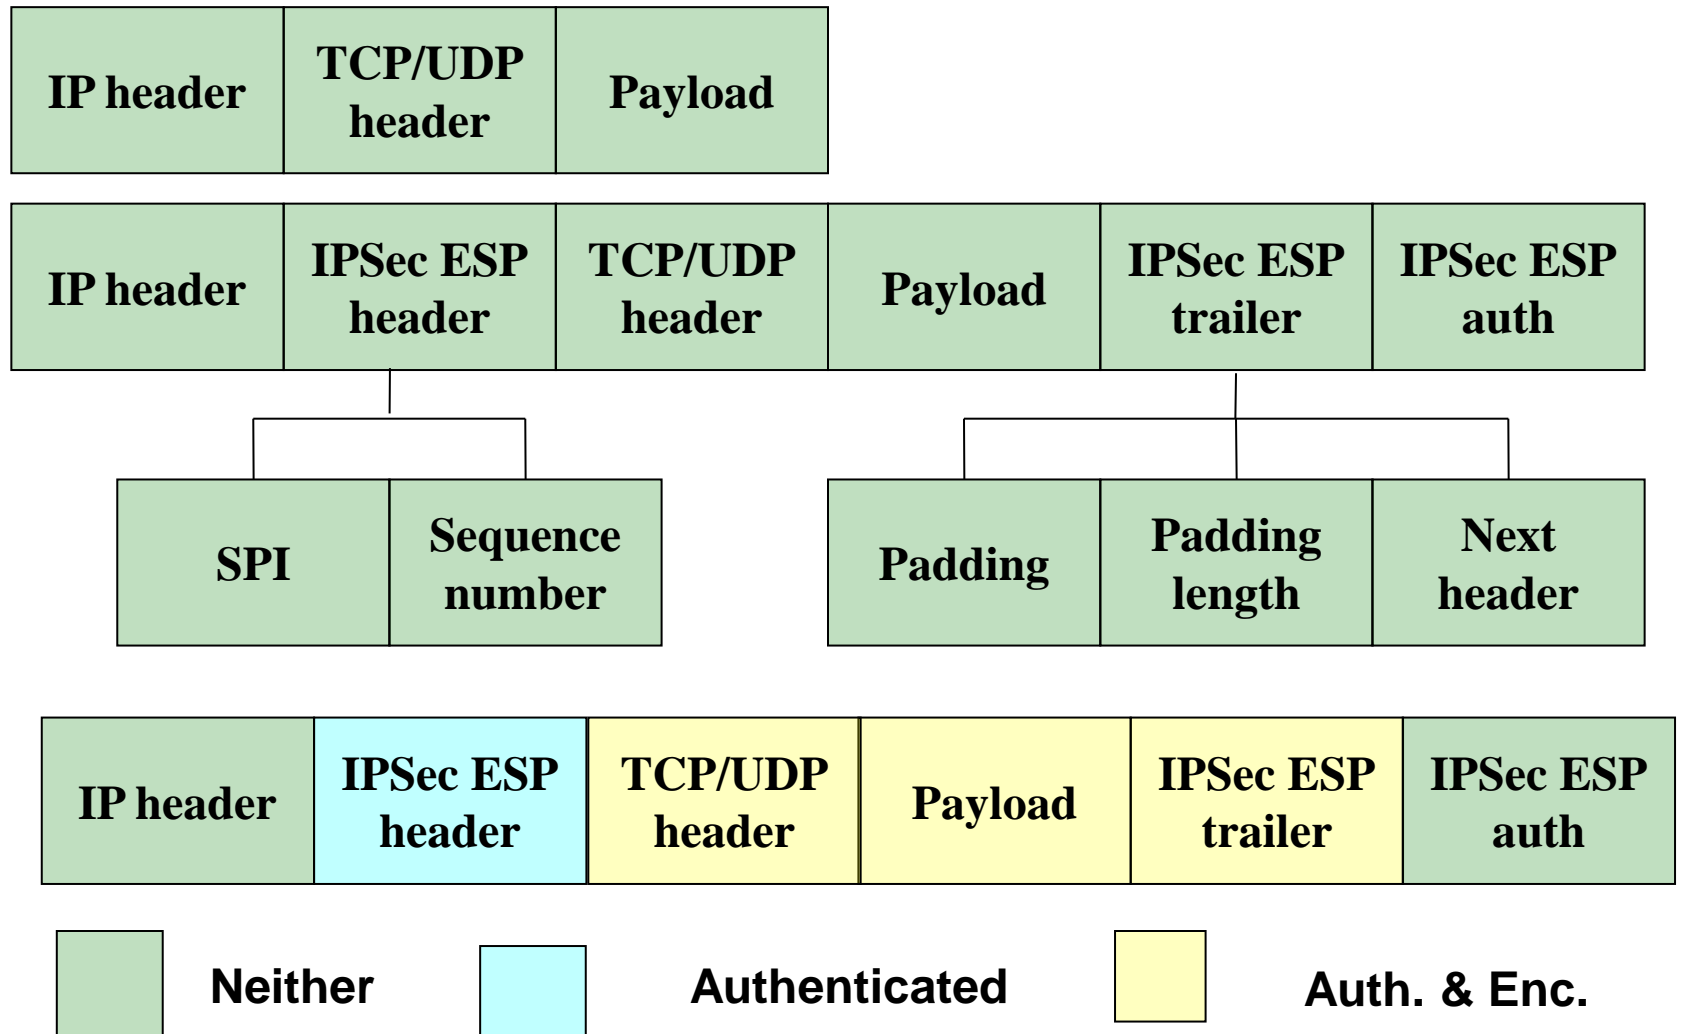 IP header
TCP/UDP
header
Payload
IP header
IPSec ESP
header
TCP/UDP
header
Payload
IPSec ESP
trailer
IPSec ESP
auth
SPI
Sequence
number
Padding
Padding
length
Next
header
IP header
IPSec ESP
header
TCP/UDP
header
Payload
IPSec ESP
trailer
IPSec ESP
auth
Neither
Authenticated
Auth. & Enc.